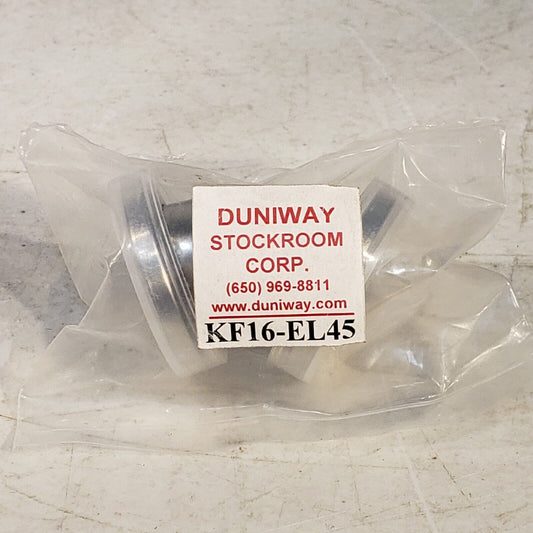 DUNIWAY
STOCKROOM
CORP.
(650) 969-8811
www.duniway.com
KF16-EL45